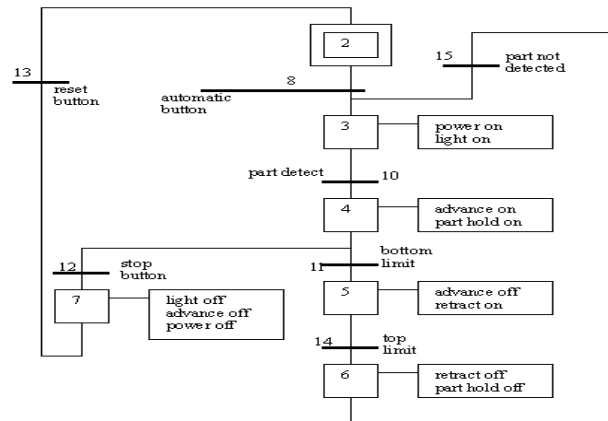 2
13
reset
button
8
automatic
button
15
part not
detected
3
power on
light on
part detect
10
4
advance on
part hold on
12
stop
button
11
bottom
limit
7
light off
advance off
power off
5
advance off
retract on
14
top
limit
6
retract off
part hold off